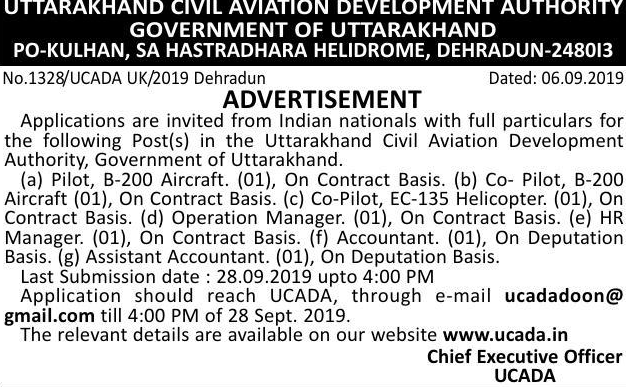 UTTARAKHAND CIVIL AVIATION DEVELOPMENT AUTHORITY
GOVERNMENT OF UTTARAKHAND
PO-KULHAN, SA HASTRADHARA HELIDROME, DEHRADUN-2480I3
No.1328/UCADA UK/2019 Dehradun Dated: 06.09.2019
ADVERTISEMENT
Applications are invited from Indian nationals with full particulars for
the following Post(s) in the Uttarakhand Civil Aviation Development
Authority, Government of Uttarakhand.
(a) Pilot, B-200 Aircraft. (01), On Contract Basis. (b) Co- Pilot, B-200
Aircraft (01), On Contract Basis. (c) Co-Pilot, EC-135 Helicopter. (01), On
Contract Basis. (d) Operation Manager. (01), On Contract Basis. (e) HR
Manager. (01), On Contract Basis. (f) Accountant. (01), On Deputation
Basis. (g) Assistant Accountant. (01), On Deputation Basis.
Last Submission date : 28.09.2019 upto 4:00 PM
Application should reach UCADA, through e-mail ucadadoon@
gmail.com till 4:00 PM of 28 Sept. 2019.
The relevant details are available on our website www.ucada.in
Chief Executive Officer
UCADA